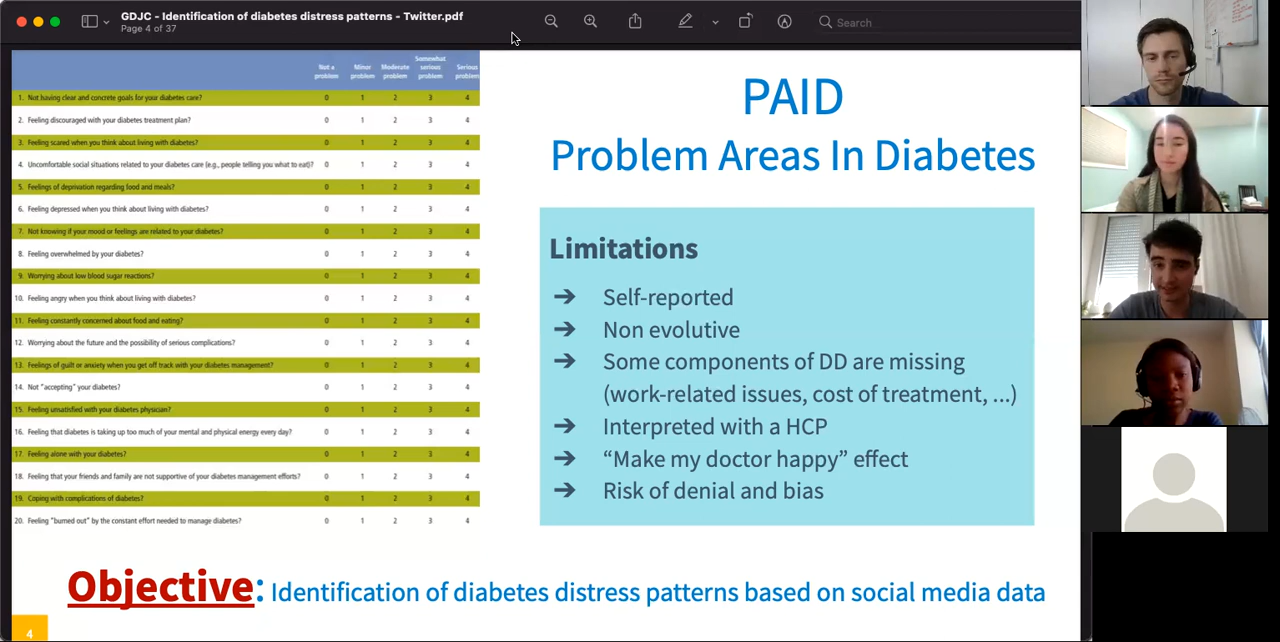 GDJC - Identification of diabetes distress patterns - Twitter.pdf
Page 4 of 37
Search
Not a problem Minor problem Moderate problem Somewhat serious problem Serious problem
1. Not having clear and concrete goals for your diabetes care? 0 1 2 3 4
2. Feeling discouraged with your diabetes treatment plan? 0 1 2 3 4
3. Feeling scared when you think about living with diabetes? 0 1 2 3 4
4. Uncomfortable social situations related to your diabetes care (e.g., people telling you what to eat)? 0 1 2 3 4
5. Feelings of deprivation regarding food and meals? 0 1 2 3 4
6. Feeling depressed when you think about living with diabetes? 0 1 2 3 4
7. Not knowing if your mood or feelings are related to your diabetes? 0 1 2 3 4
8. Feeling overwhelmed by your diabetes? 0 1 2 3 4
9. Worrying about low blood sugar reactions? 0 1 2 3 4
10. Feeling angry when you think about living with diabetes? 0 1 2 3 4
11. Feeling constantly concerned about food and eating? 0 1 2 3 4
12. Worrying about the future and the possibility of serious complications? 0 1 2 3 4
13. Feelings of guilt or anxiety when you get off track with your diabetes management? 0 1 2 3 4
14. Not "accepting" your diabetes? 0 1 2 3 4
15. Feeling unsatisfied with your diabetes physician? 0 1 2 3 4
16. Feeling that diabetes is taking up too much of your mental and physical energy every day? 0 1 2 3 4
17. Feeling alone with your diabetes? 0 1 2 3 4
18. Feeling that your friends and family are not supportive of your diabetes management efforts? 0 1 2 3 4
19. Coping with complications of diabetes? 0 1 2 3 4
20. Feeling "burned out" by the constant effort needed to manage diabetes? 0 1 2 3 4
PAID
Problem Areas In Diabetes
Limitations
➔ Self-reported
➔ Non evolutive
➔ Some components of DD are missing
(work-related issues, cost of treatment, ...)
➔ Interpreted with a HCP
➔ “Make my doctor happy” effect
➔ Risk of denial and bias
Objective: Identification of diabetes distress patterns based on social media data
4